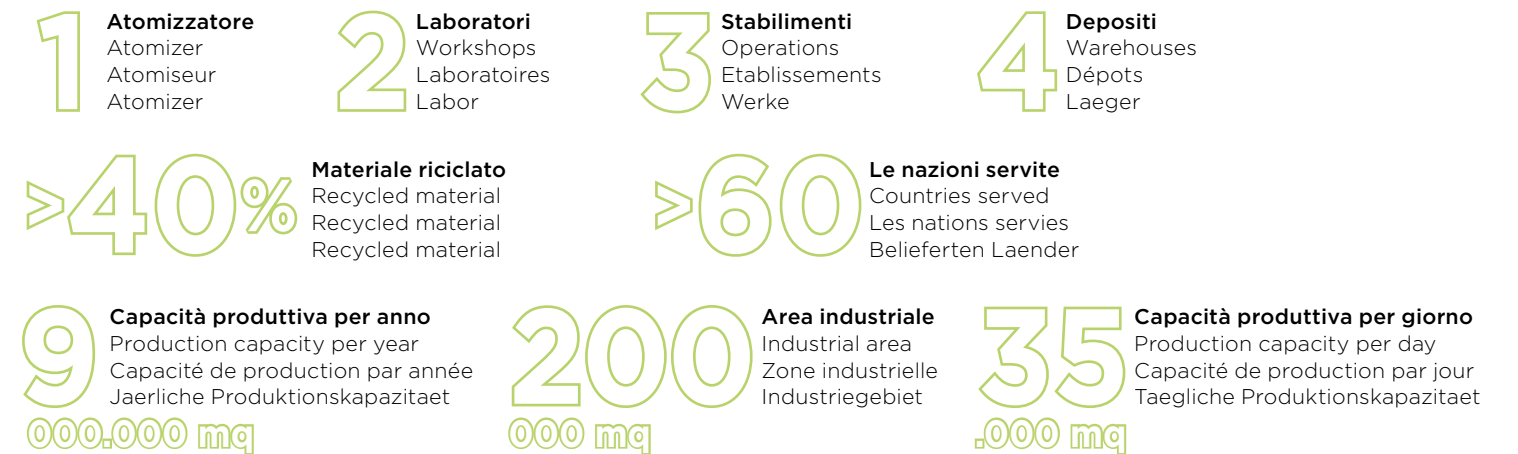 1
Atomizzatore
Atomizer
Atomiseur
Atomizer
2
Laboratori
Workshops
Laboratoires
Labor
3
Stabilimenti
Operations
Etablissements
Werke
4
Depositi
Warehouses
Dépots
Laeger
>40%
Materiale riciclato
Recycled material
Recycled material
Recycled material
>60
Le nazioni servite
Countries served
Les nations servies
Belieferten Laender
9
000.000 mq
Capacità produttiva per anno
Production capacity per year
Capacité de production par année
Jaerliche Produktionskapazitaet
200
000 mq
Area industriale
Industrial area
Zone industrielle
Industriegebiet
35
.000 mq
Capacità produttiva per giorno
Production capacity per day
Capacité de production par jour
Taegliche Produktionskapazitaet